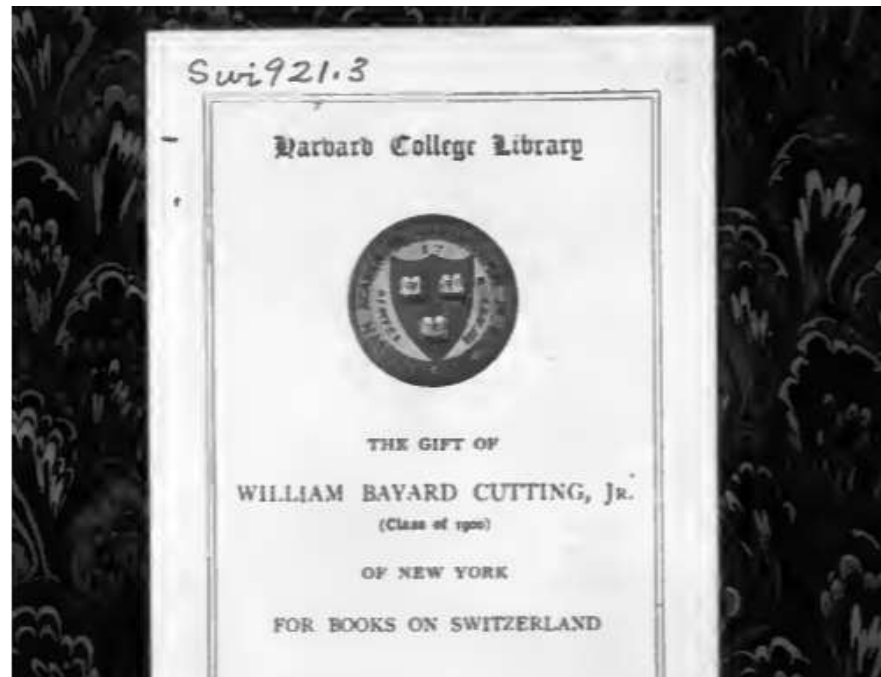 Swi921.3
Harvard College Library
THE GIFT OF
WILLIAM BAYARD CUTTING, JR.
(Class of 1900)
OF NEW YORK
FOR BOOKS ON SWITZERLAND